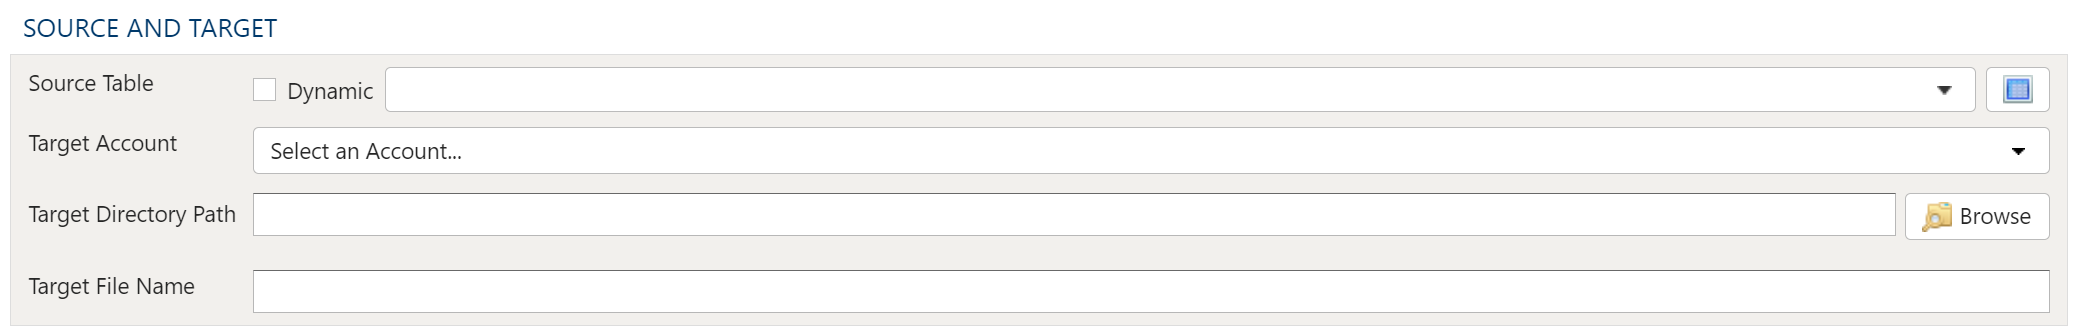 SOURCE AND TARGET
Source Table
Dynamic
Target Account
Select an Account...
Target Directory Path
Browse
Target File Name